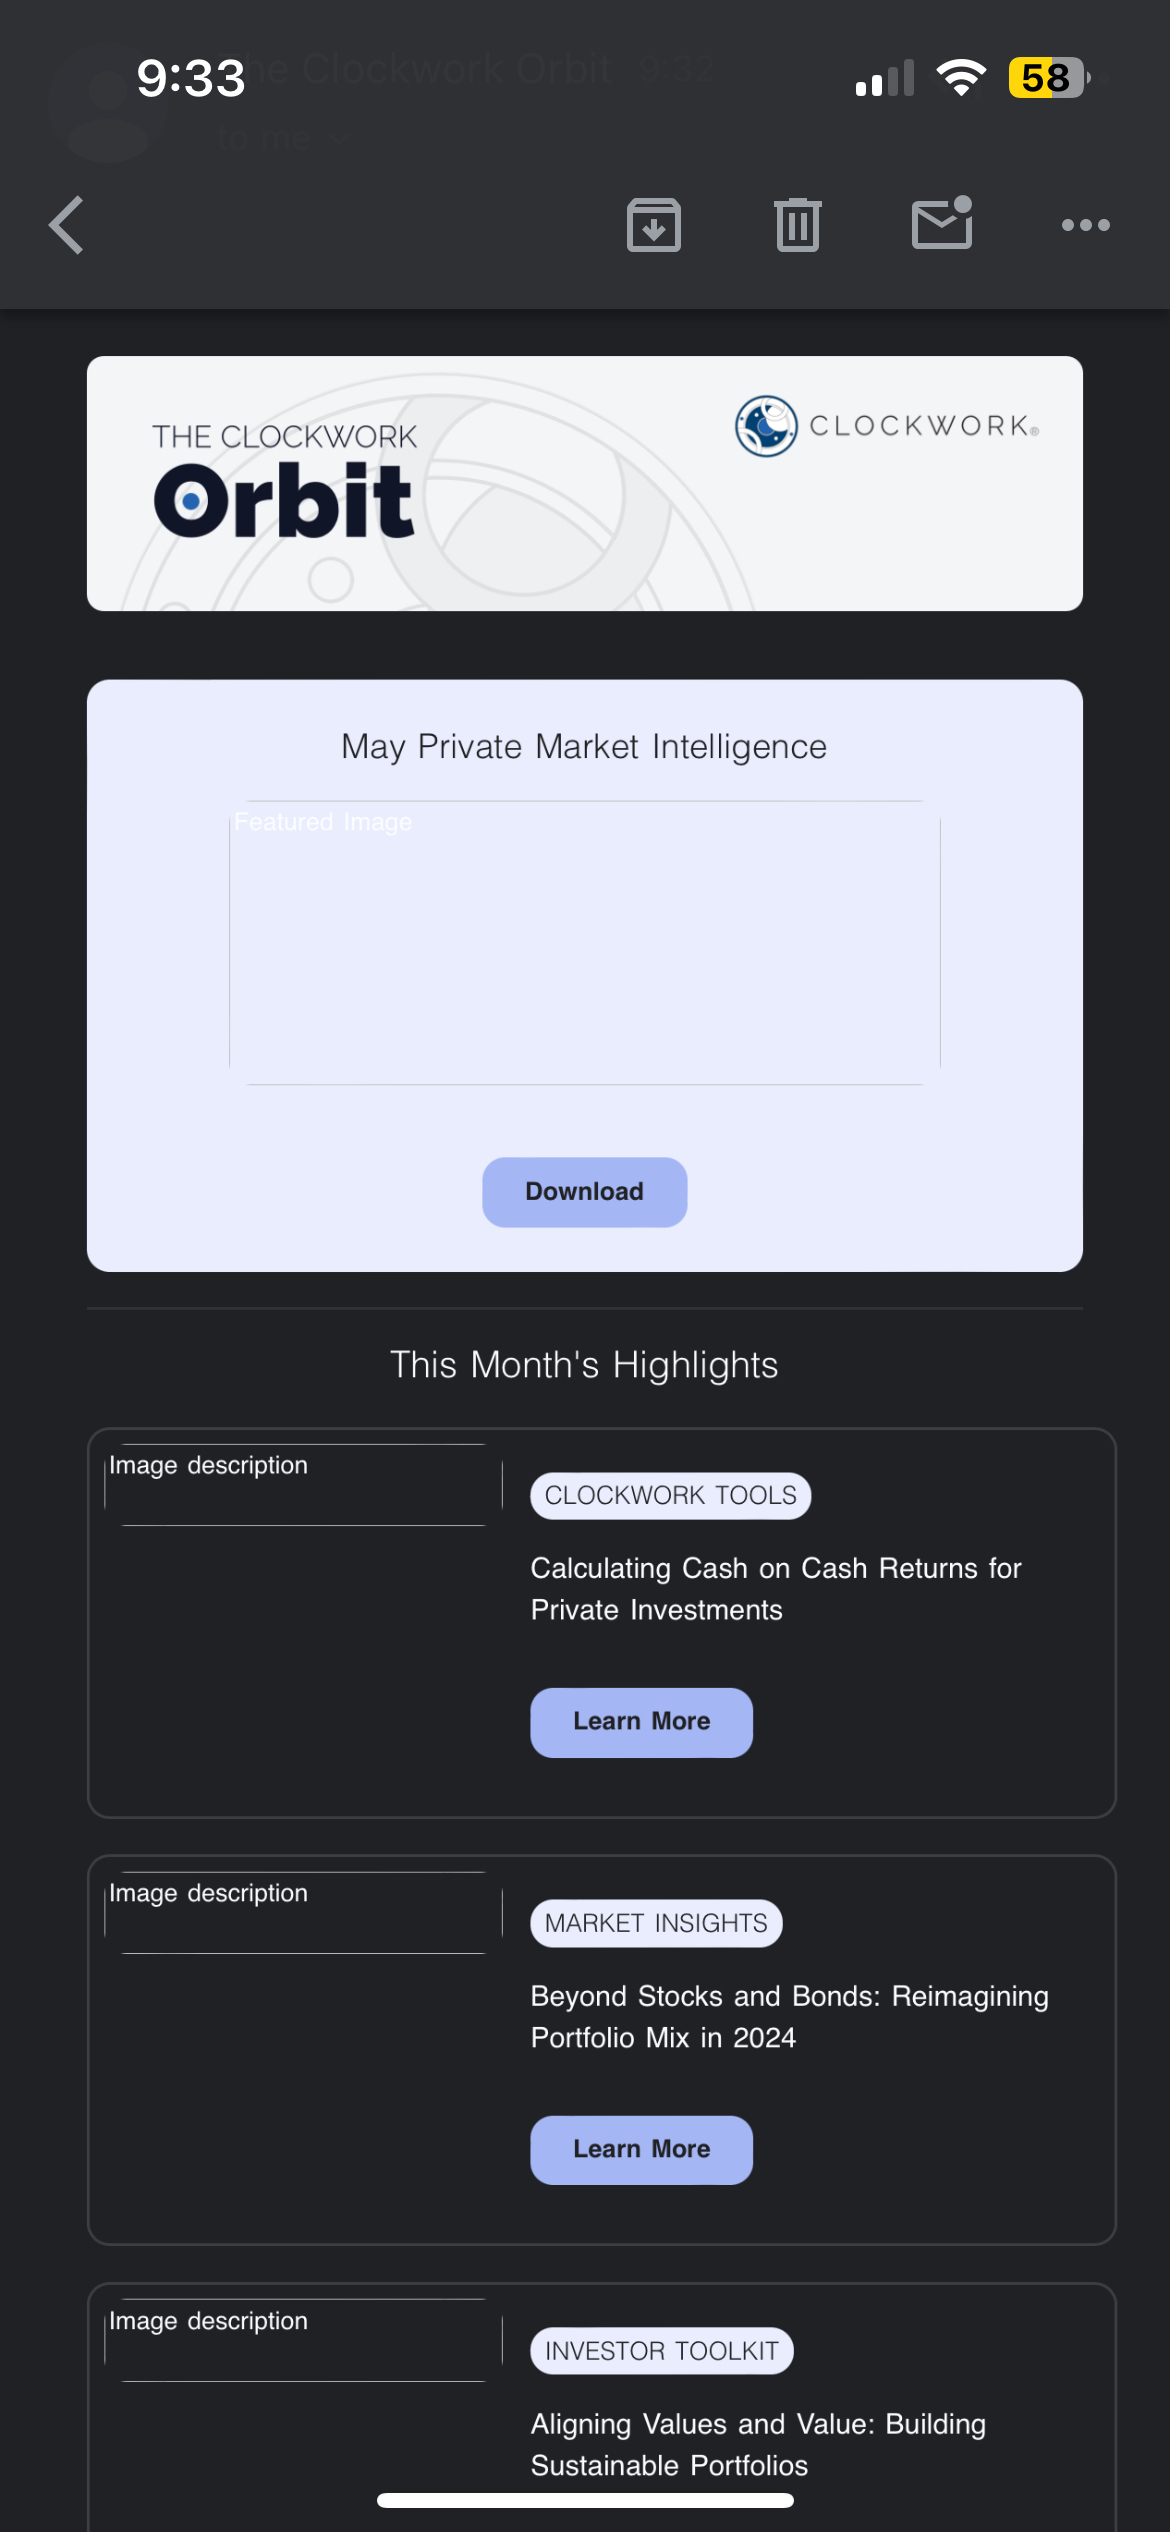 The Clockwork Orbit 9:32
9:33
58
to me
THE CLOCKWORK
Orbit
CLOCKWORK®
May Private Market Intelligence
Featured Image
Download
This Month's Highlights
Image description
CLOCKWORK TOOLS
Calculating Cash on Cash Returns for
Private Investments
Learn More
Image description
MARKET INSIGHTS
Beyond Stocks and Bonds: Reimagining
Portfolio Mix in 2024
Learn More
Image description
INVESTOR TOOLKIT
Aligning Values and Value: Building
Sustainable Portfolios